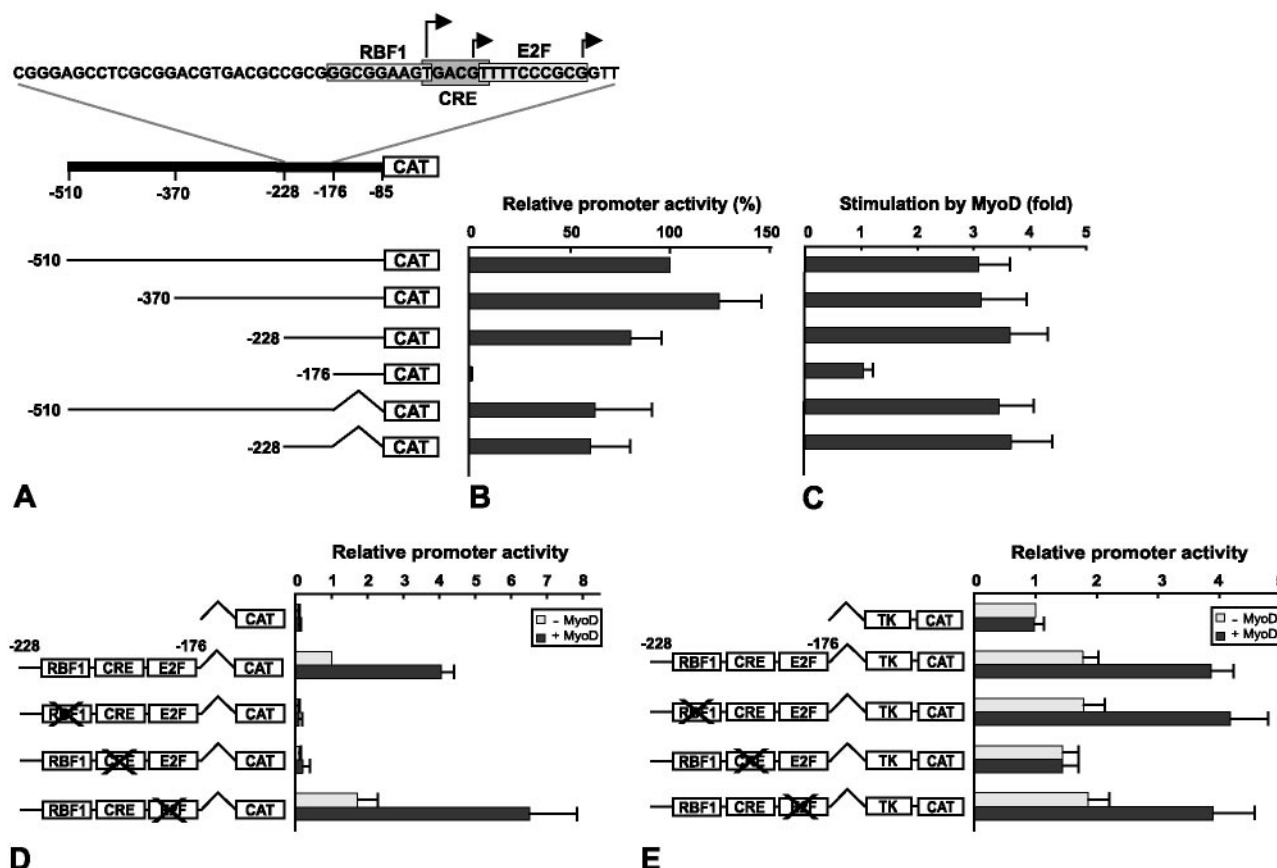 RBF1 E2F
CGGGAGCCTCGCGGACGTGACGCCGCGGGCGGAAGTGACGTTTTCCCGCGGTT
CRE
CAT
-510 -370 -228 -176 -85
Relative promoter activity (%) Stimulation by MyoD (fold)
0 50 100 150 0 1 2 3 4 5
-510 CAT
-370 CAT
-228 CAT
-176 CAT
-510 CAT
-228 CAT
A B C
Relative promoter activity
0 1 2 3 4 5 6 7 8
CAT
- MyoD
+ MyoD
-228 -176
RBF1 CRE E2F CAT
RBF1 CRE E2F CAT
RBF1 CRE E2F CAT
RBF1 CRE E2F CAT
D
Relative promoter activity
0 1 2 3 4
TK CAT
- MyoD
+ MyoD
-228 -176
RBF1 CRE E2F TK CAT
RBF1 CRE E2F TK CAT
RBF1 CRE E2F TK CAT
RBF1 CRE E2F TK CAT
E